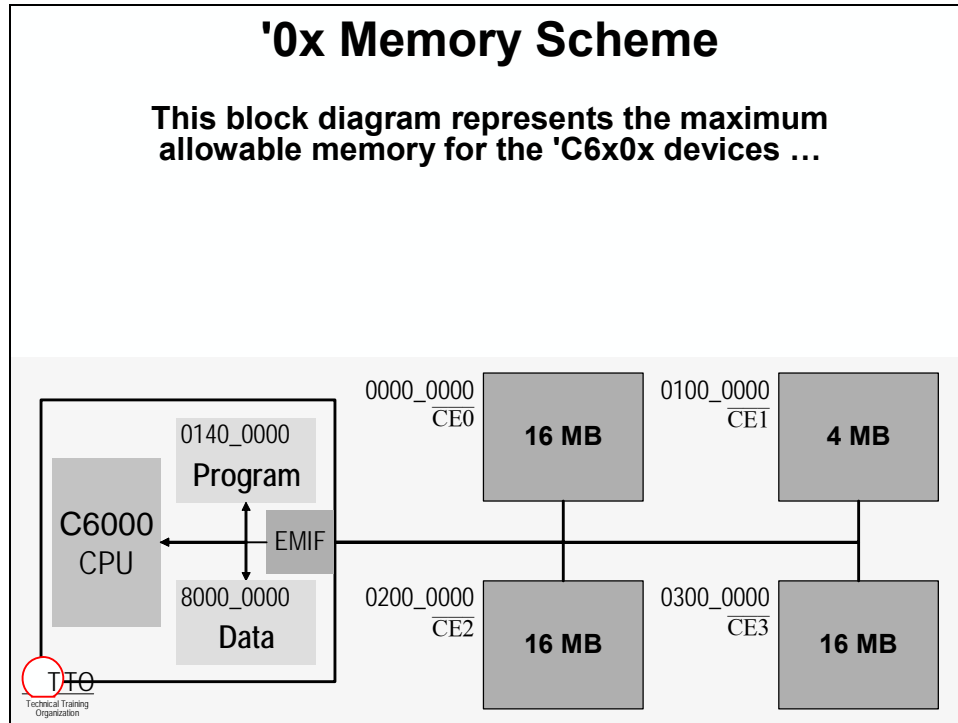 '0x Memory Scheme
This block diagram represents the maximum
allowable memory for the 'C6x0x devices …
0000_0000
CE0
16 MB
0100_0000
CE1
4 MB
0140_0000
Program
C6000
CPU
EMIF
8000_0000
Data
0200_0000
CE2
16 MB
0300_0000
CE3
16 MB
TTO
Technical Training
Organization